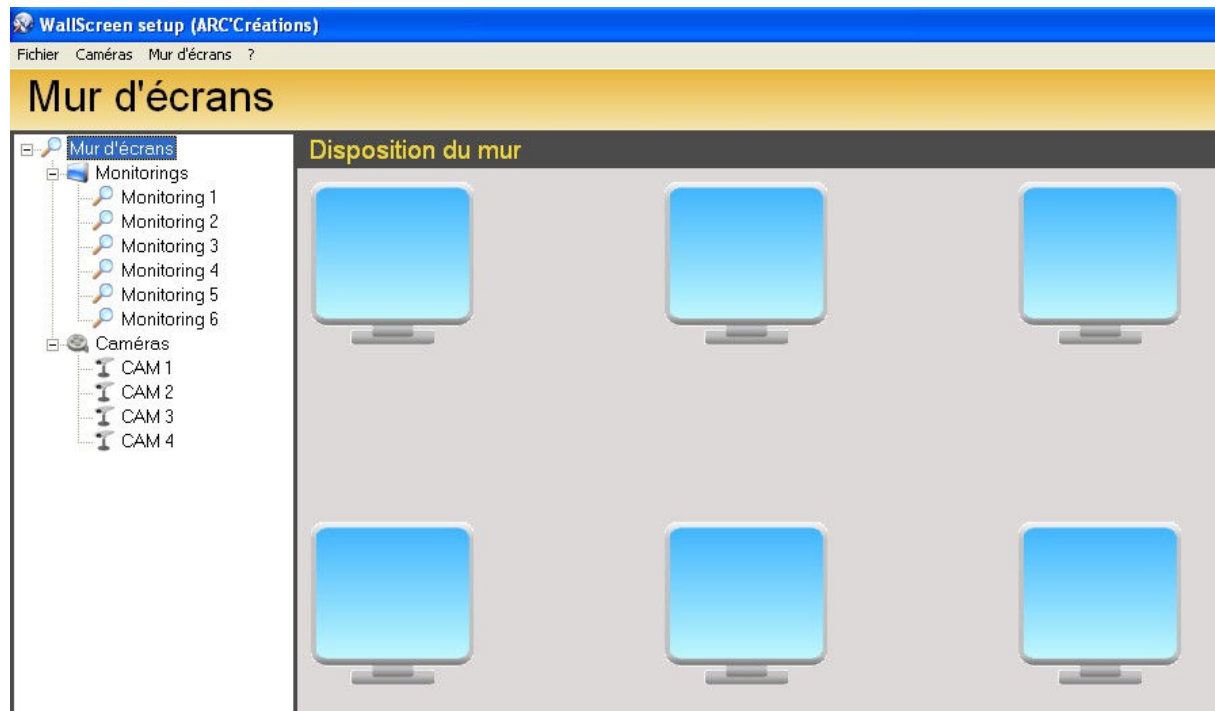 WallScreen setup (ARC'Créations)
Fichier Caméras Mur d'écrans ?
Mur d'écrans
Mur d'écrans
Monitorings
Monitoring 1
Monitoring 2
Monitoring 3
Monitoring 4
Monitoring 5
Monitoring 6
Caméras
CAM 1
CAM 2
CAM 3
CAM 4
Disposition du mur